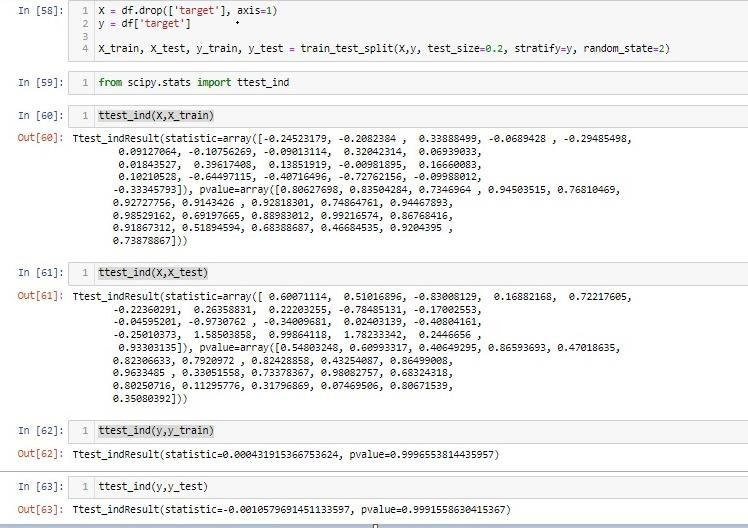 In [58]:
1 X = df.drop(['target'], axis=1)
2 y = df['target']
3
4 X_train, X_test, y_train, y_test = train_test_split(X,y, test_size=0.2, stratify=y, random_state=2)
In [59]:
1 from scipy.stats import ttest_ind
In [60]:
1 ttest_ind(X,X_train)
Out[60]: Ttest_indResult(statistic=array([-0.24523179, -0.2082384 , 0.33888499, -0.0689428 , -0.29485498,
0.09127064, -0.10756269, -0.09013114, 0.32042314, 0.06939033,
0.01843527, 0.39617408, 0.13851919, -0.00981895, 0.16660083,
0.10210528, -0.64497115, -0.40716496, -0.72762156, -0.09988012,
-0.33345793]), pvalue=array([0.80627698, 0.83504284, 0.7346964 , 0.94503515, 0.76810469,
0.92727756, 0.9143426 , 0.92818301, 0.74864761, 0.94467893,
0.98529162, 0.69197665, 0.88983012, 0.99216574, 0.86768416,
0.91867312, 0.51894594, 0.68388687, 0.46684535, 0.9204395 ,
0.73878867]))
In [61]:
1 ttest_ind(X,X_test)
Out[61]: Ttest_indResult(statistic=array([ 0.60071114, 0.51016896, -0.83008129, 0.16882168, 0.72217605,
-0.22360291, 0.26358831, 0.22203255, -0.78485131, -0.17002553,
-0.04595201, -0.9730762 , -0.34009681, 0.02403139, -0.40804161,
-0.25010373, 1.58503858, 0.99864118, 1.78233342, 0.2446656 ,
0.93303135]), pvalue=array([0.54803248, 0.60993317, 0.40649295, 0.86593693, 0.47018635,
0.82306633, 0.7920972 , 0.82428858, 0.43254087, 0.86499008,
0.9633485 , 0.33051558, 0.73378367, 0.98082757, 0.68324318,
0.80250716, 0.11295776, 0.31796869, 0.07469506, 0.80671539,
0.35080392]))
In [62]:
1 ttest_ind(y,y_train)
Out[62]: Ttest_indResult(statistic=0.000431915366753624, pvalue=0.9996553814435957)
In [63]:
1 ttest_ind(y,y_test)
Out[63]: Ttest_indResult(statistic=-0.0010579691451133597, pvalue=0.9991558630415367)